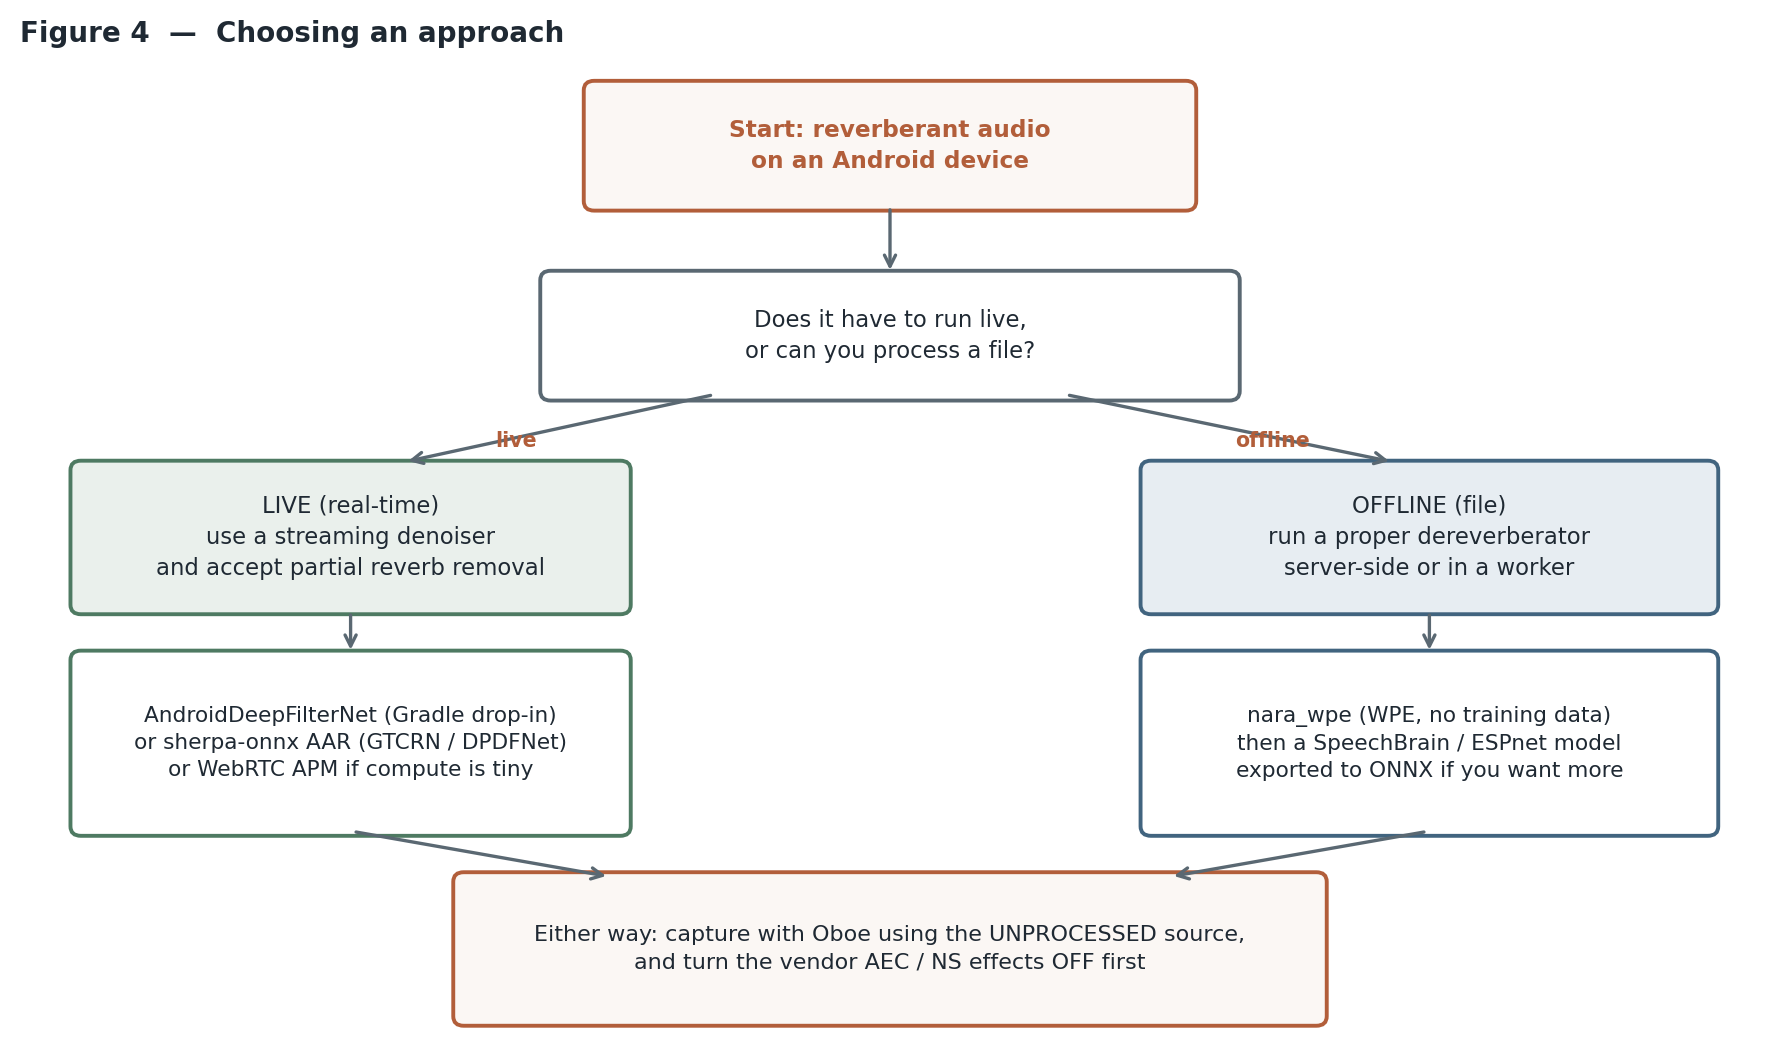 Figure 4 — Choosing an approach
Start: reverberant audio
on an Android device
Does it have to run live,
or can you process a file?
live
offline
LIVE (real-time)
use a streaming denoiser
and accept partial reverb removal
OFFLINE (file)
run a proper dereverberator
server-side or in a worker
AndroidDeepFilterNet (Gradle drop-in)
or sherpa-onnx AAR (GTCRN / DPDFNet)
or WebRTC APM if compute is tiny
nara_wpe (WPE, no training data)
then a SpeechBrain / ESPnet model
exported to ONNX if you want more
Either way: capture with Oboe using the UNPROCESSED source,
and turn the vendor AEC / NS effects OFF first